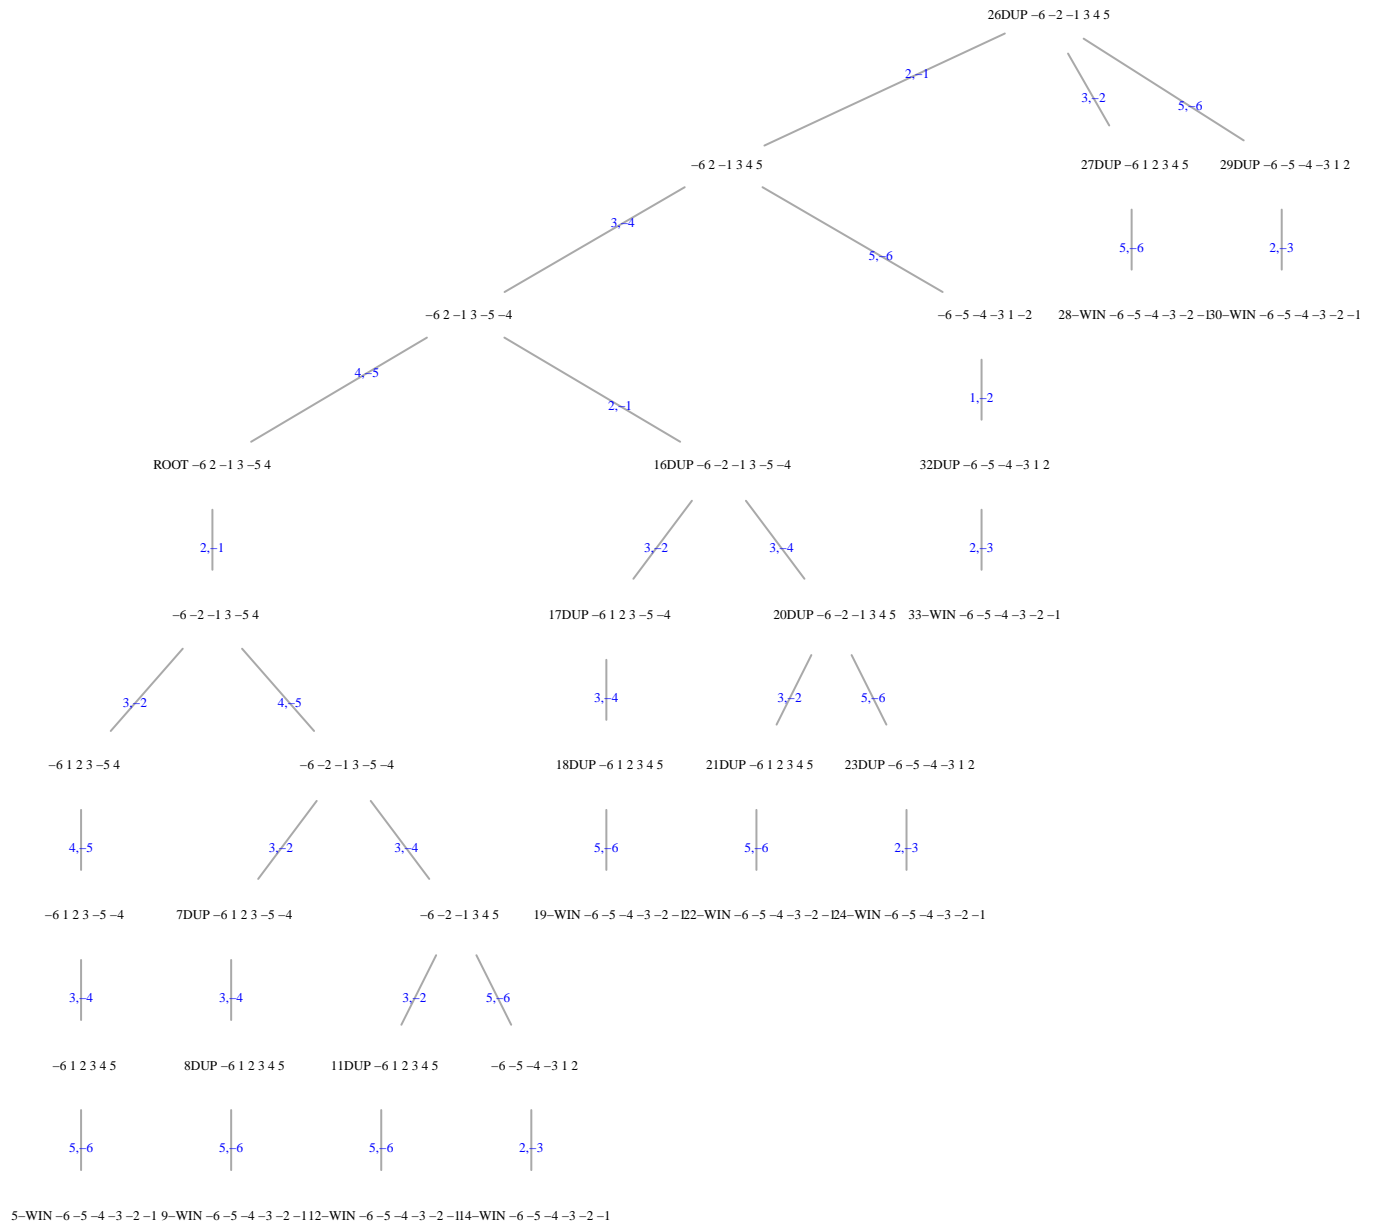 26DUP −6 −2 −1 3 4 5
2,−1
3,−2
5,−6
−6 2 −1 3 4 5
27DUP −6 1 2 3 4 5
29DUP −6 −5 −4 −3 1 2
3,−4
5,−6
5,−6
2,−3
−6 2 −1 3 −5 −4
−6 −5 −4 −3 1 −2
28−WIN −6 −5 −4 −3 −2 −1
30−WIN −6 −5 −4 −3 −2 −1
4,−5
2,−1
1,−2
ROOT −6 2 −1 3 −5 4
16DUP −6 −2 −1 3 −5 −4
32DUP −6 −5 −4 −3 1 2
2,−1
3,−2
3,−4
2,−3
−6 −2 −1 3 −5 4
17DUP −6 1 2 3 −5 −4
20DUP −6 −2 −1 3 4 5
33−WIN −6 −5 −4 −3 −2 −1
3,−2
4,−5
3,−4
3,−2
5,−6
−6 1 2 3 −5 4
−6 −2 −1 3 −5 −4
18DUP −6 1 2 3 4 5
21DUP −6 1 2 3 4 5
23DUP −6 −5 −4 −3 1 2
4,−5
3,−2
3,−4
5,−6
5,−6
2,−3
−6 1 2 3 −5 −4
7DUP −6 1 2 3 −5 −4
−6 −2 −1 3 4 5
19−WIN −6 −5 −4 −3 −2 −1
22−WIN −6 −5 −4 −3 −2 −1
24−WIN −6 −5 −4 −3 −2 −1
3,−4
3,−4
3,−2
5,−6
−6 1 2 3 4 5
8DUP −6 1 2 3 4 5
11DUP −6 1 2 3 4 5
−6 −5 −4 −3 1 2
5,−6
5,−6
5,−6
2,−3
5−WIN −6 −5 −4 −3 −2 −1
9−WIN −6 −5 −4 −3 −2 −1
12−WIN −6 −5 −4 −3 −2 −1
14−WIN −6 −5 −4 −3 −2 −1